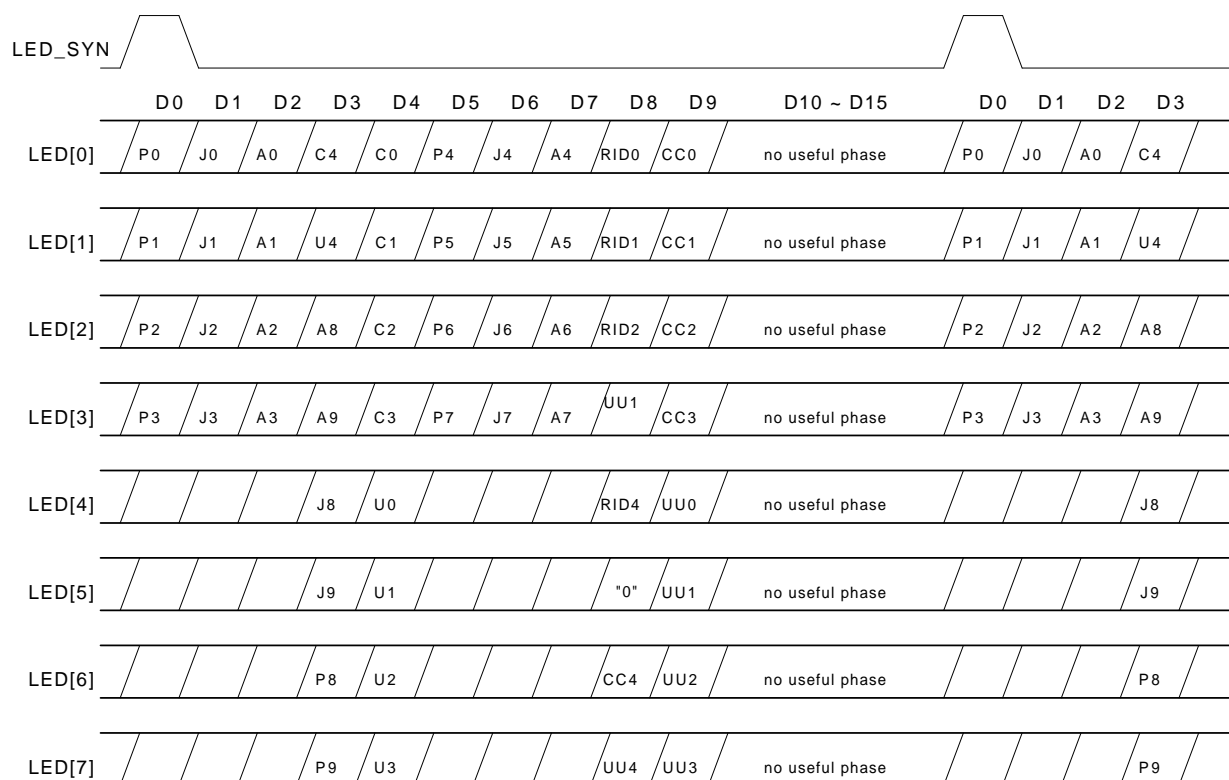 LED_SYN
D0 D1 D2 D3 D4 D5 D6 D7 D8 D9 D10 ~ D15 D0 D1 D2 D3
LED[0] P0 J0 A0 C4 C0 P4 J4 A4 RID0 CC0 no useful phase P0 J0 A0 C4
LED[1] P1 J1 A1 U4 C1 P5 J5 A5 RID1 CC1 no useful phase P1 J1 A1 U4
LED[2] P2 J2 A2 A8 C2 P6 J6 A6 RID2 CC2 no useful phase P2 J2 A2 A8
LED[3] P3 J3 A3 A9 C3 P7 J7 A7 UU1 CC3 no useful phase P3 J3 A3 A9
LED[4] J8 U0 RID4 UU0 no useful phase J8
LED[5] J9 U1 "0" UU1 no useful phase J9
LED[6] P8 U2 CC4 UU2 no useful phase P8
LED[7] P9 U3 UU4 UU3 no useful phase P9